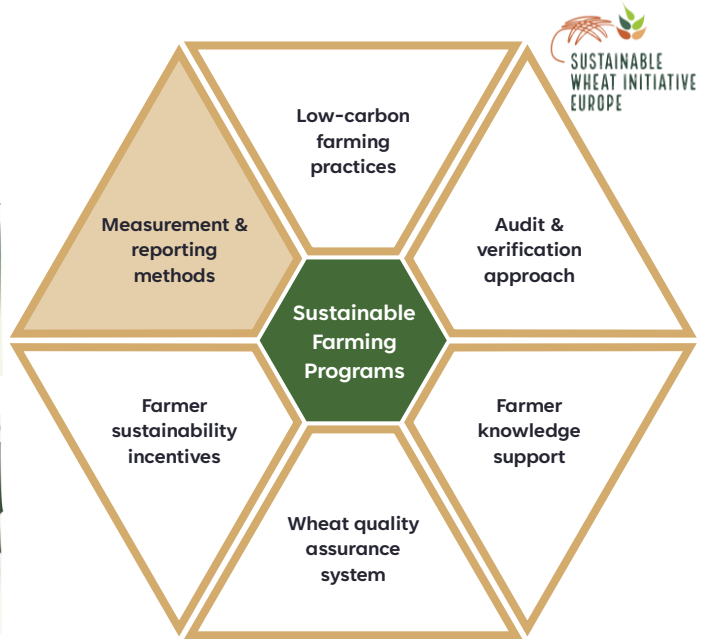 SUSTAINABLE
WHEAT INITIATIVE
EUROPE
Low-carbon
farming
practices
Measurement &
reporting
methods
Audit &
verification
approach
Sustainable
Farming
Programs
Farmer
sustainability
incentives
Farmer
knowledge
support
Wheat quality
assurance
system